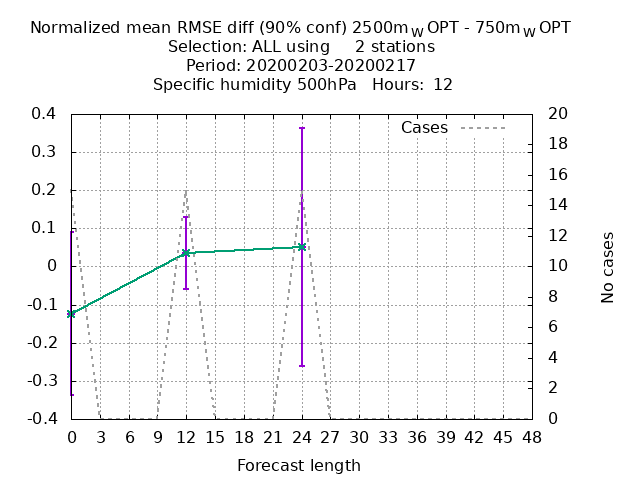 Normalized mean RMSE diff (90% conf) 2500m W OPT - 750m W OPT
Selection: ALL using 2 stations
Period: 20200203-20200217
Specific humidity 500hPa Hours: 12
Cases
0.4
0.3
0.2
0.1
0
-0.1
-0.2
-0.3
-0.4
20
18
16
14
12
10
8
6
4
2
0
No cases
0 3 6 9 12 15 18 21 24 27 30 33 36 39 42 45 48
Forecast length